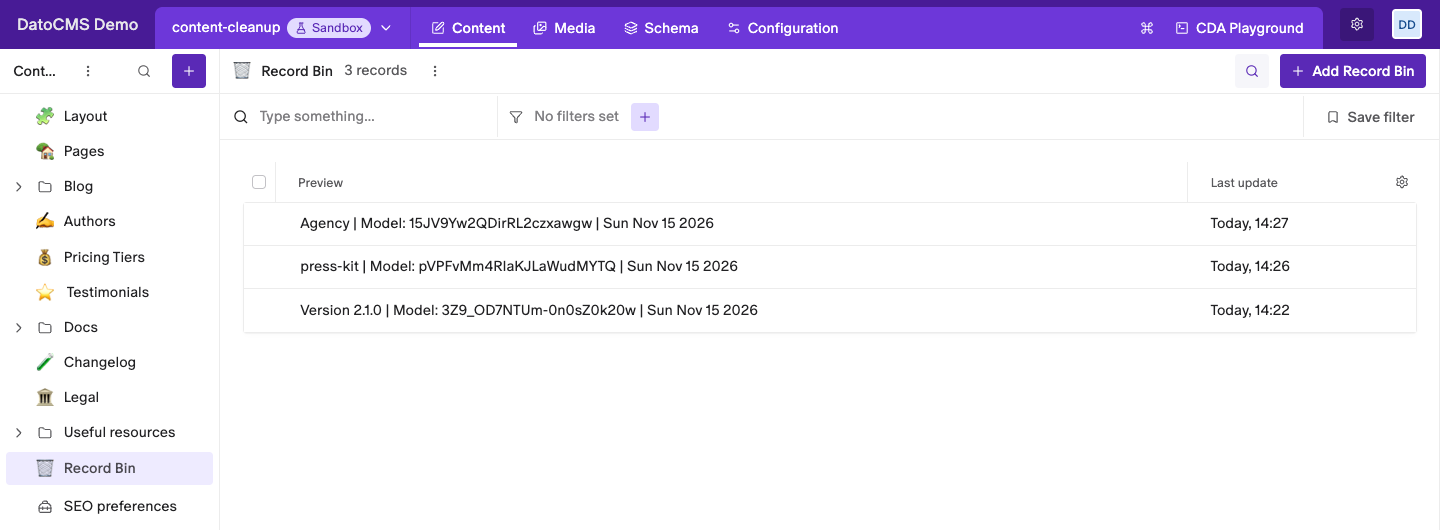 DatoCMS Demo
content-cleanup Sandbox Content Media Schema Configuration CDA Playground DD
Cont... Record Bin 3 records Add Record Bin
Type something... No filters set Save filter
Layout
Pages
Blog
Authors
Pricing Tiers
Testimonials
Docs
Changelog
Legal
Useful resources
Record Bin
SEO preferences
Preview Last update
Agency | Model: 15JV9Yw2QDirRL2czxawgw | Sun Nov 15 2026 Today, 14:27
press-kit | Model: pVPFvMm4RlaKJLaWudMYTQ | Sun Nov 15 2026 Today, 14:26
Version 2.1.0 | Model: 3Z9_OD7NTUm-0n0sZ0k20w | Sun Nov 15 2026 Today, 14:22